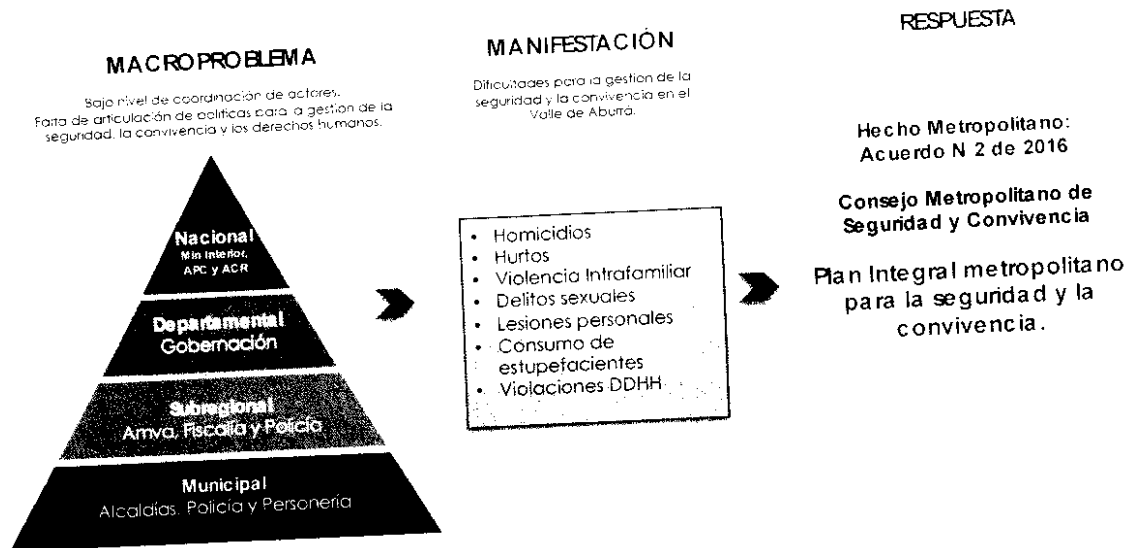 MACROPROBLEMA
Bajo nivel de coordinación de actores.
Falta de articulación de políticas para la gestión de la
seguridad, la convivencia y los derechos humanos.
Nacional
Min Interior,
APC y ACR
Departamental
Gobernación
Subregional
Amva, Fiscalía y Policía
Municipal
Alcaldías, Policía y Personería
MANIFESTACIÓN
Dificultades para la gestión de la
seguridad y la convivencia en el
Valle de Aburrá.
• Homicidios
• Hurtos
• Violencia Intrafamiliar
• Delitos sexuales
• Lesiones personales
• Consumo de
estupefacientes
• Violaciones DDHH
RESPUESTA
Hecho Metropolitano:
Acuerdo N 2 de 2016
Consejo Metropolitano de
Seguridad y Convivencia
Plan Integral metropolitano
para la seguridad y la
convivencia.